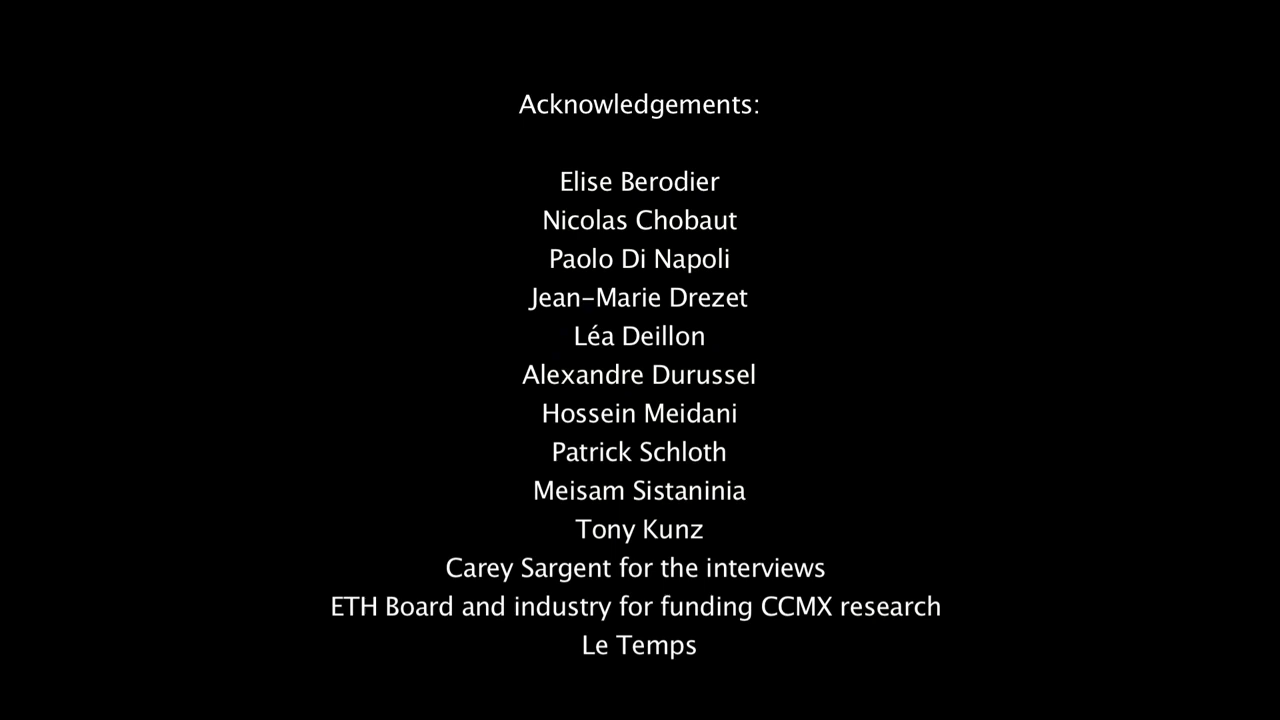 Acknowledgements:
Elise Berodier
Nicolas Chobaut
Paolo Di Napoli
Jean-Marie Drezet
Léa Deillon
Alexandre Durussel
Hossein Meidani
Patrick Schloth
Meisam Sistaninia
Tony Kunz
Carey Sargent for the interviews
ETH Board and industry for funding CCMX research
Le Temps